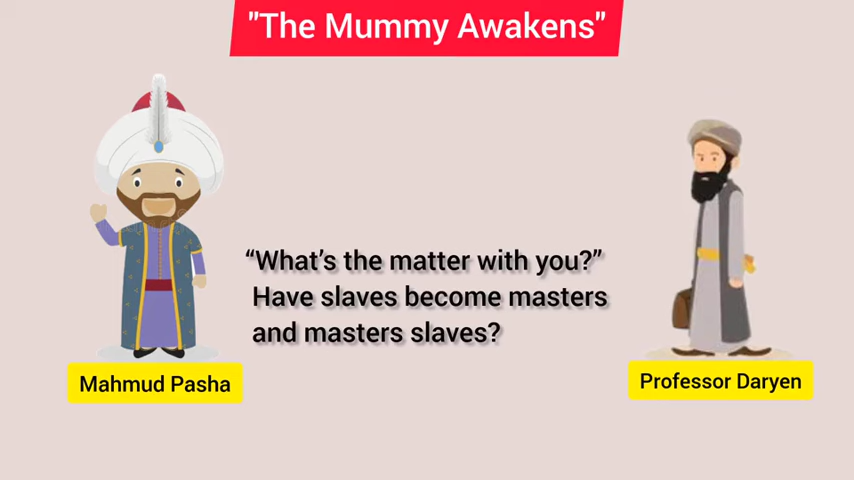 "The Mummy Awakens"
“What’s the matter with you?”
Have slaves become masters
and masters slaves?
Mahmud Pasha
Professor Daryen